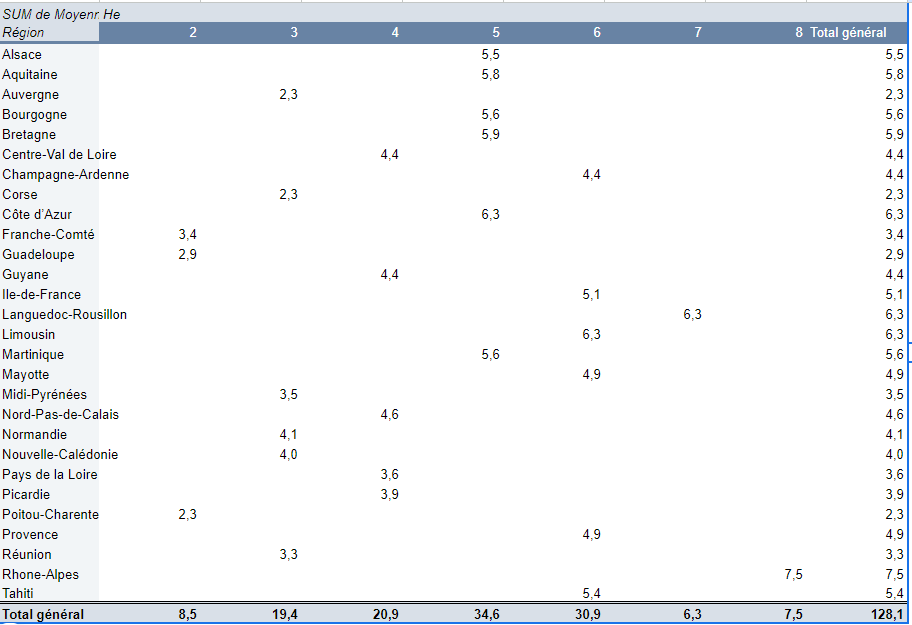 SUM de Moyenr He
Région 2 3 4 5 6 7 8 Total général
Alsace 5,5 5,5
Aquitaine 5,8 5,8
Auvergne 2,3 2,3
Bourgogne 5,6 5,6
Bretagne 5,9 5,9
Centre-Val de Loire 4,4 4,4
Champagne-Ardenne 4,4 4,4
Corse 2,3 2,3
Côte d'Azur 6,3 6,3
Franche-Comté 3,4 3,4
Guadeloupe 2,9 2,9
Guyane 4,4 4,4
Ile-de-France 5,1 5,1
Languedoc-Rousillon 6,3 6,3
Limousin 6,3 6,3
Martinique 5,6 5,6
Mayotte 4,9 4,9
Midi-Pyrénées 3,5 3,5
Nord-Pas-de-Calais 4,6 4,6
Normandie 4,1 4,1
Nouvelle-Calédonie 4,0 4,0
Pays de la Loire 3,6 3,6
Picardie 3,9 3,9
Poitou-Charente 2,3 2,3
Provence 4,9 4,9
Réunion 3,3 3,3
Rhone-Alpes 7,5 7,5
Tahiti 5,4 5,4
Total général 8,5 19,4 20,9 34,6 30,9 6,3 7,5 128,1